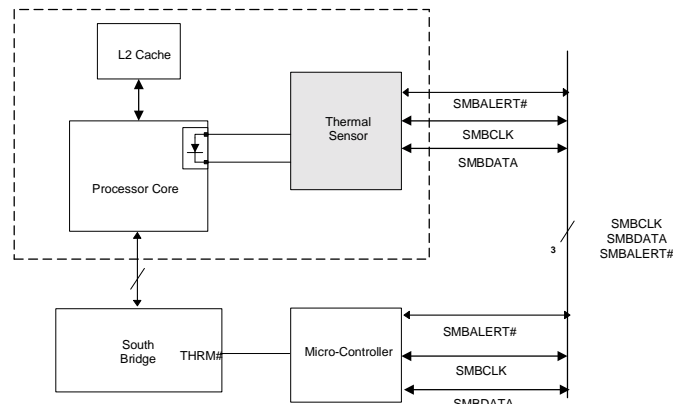 L2 Cache
Thermal
Sensor
SMBALERT#
SMBCLK
SMBDATA
Processor Core
3
SMBCLK
SMBDATA
SMBALERT#
South
Bridge
THRM#
Micro-Controller
SMBALERT#
SMBCLK
SMBDATA